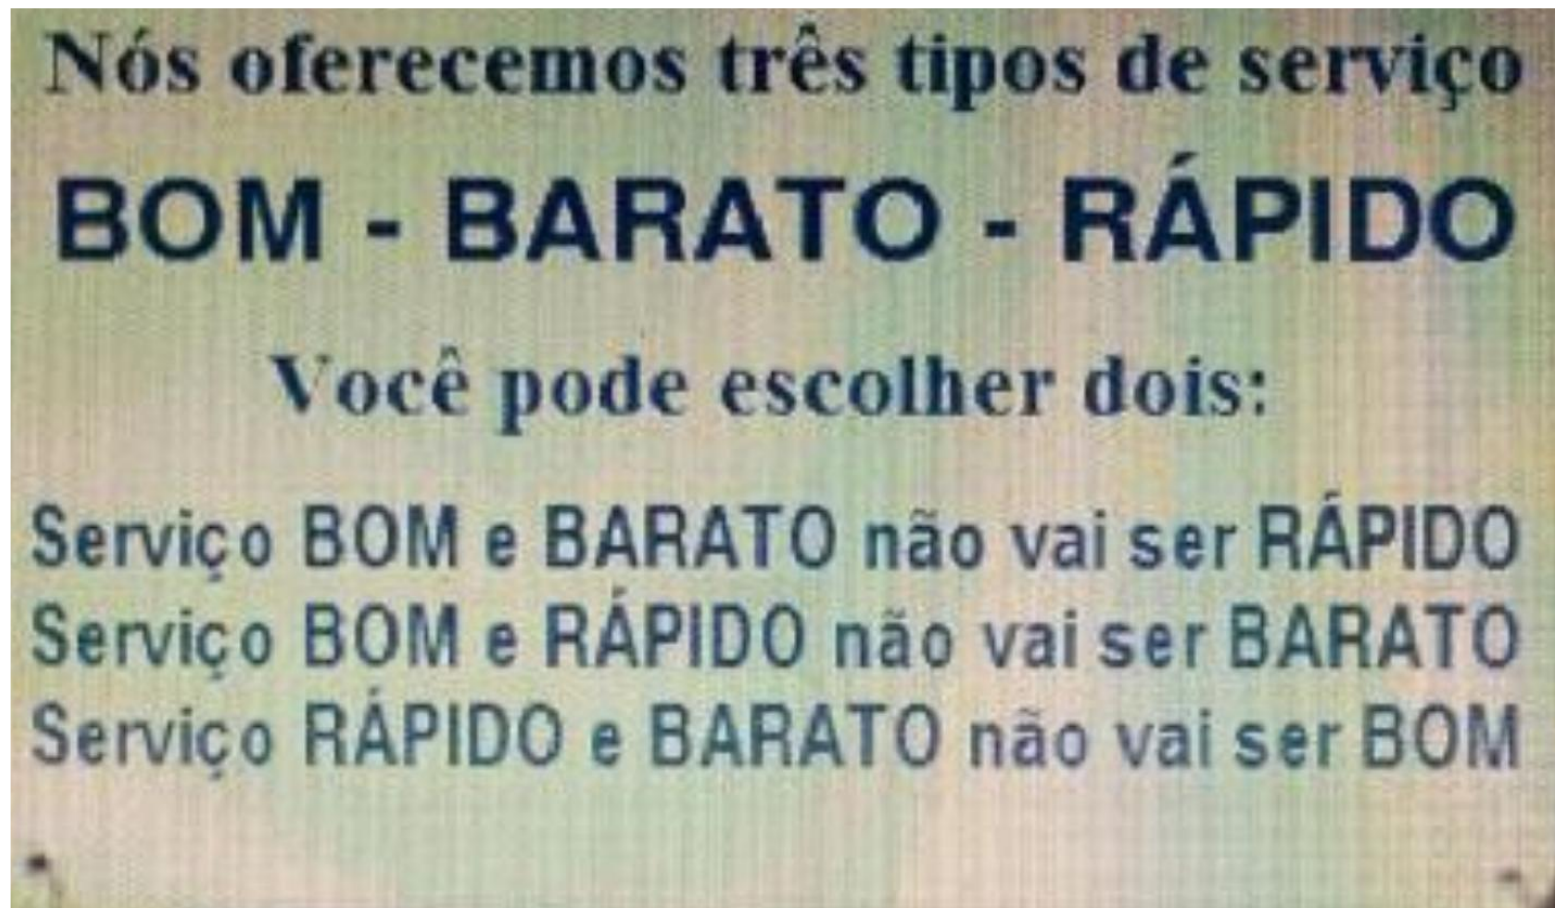 Nós oferecemos três tipos de serviço
BOM - BARATO - RÁPIDO
Você pode escolher dois:
Serviço BOM e BARATO não vai ser RÁPIDO
Serviço BOM e RÁPIDO não vai ser BARATO
Serviço RÁPIDO e BARATO não vai ser BOM